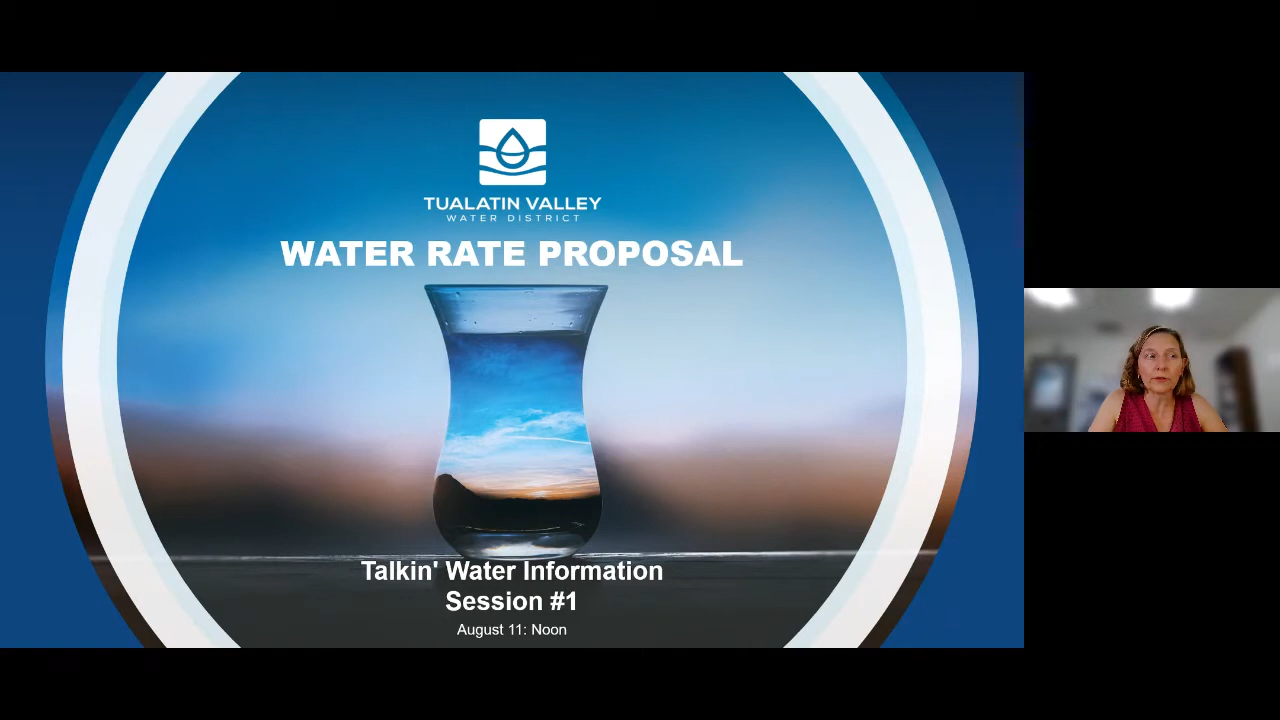 TUALATIN VALLEY
WATER DISTRICT
WATER RATE PROPOSAL
Talkin' Water Information
Session #1
August 11: Noon